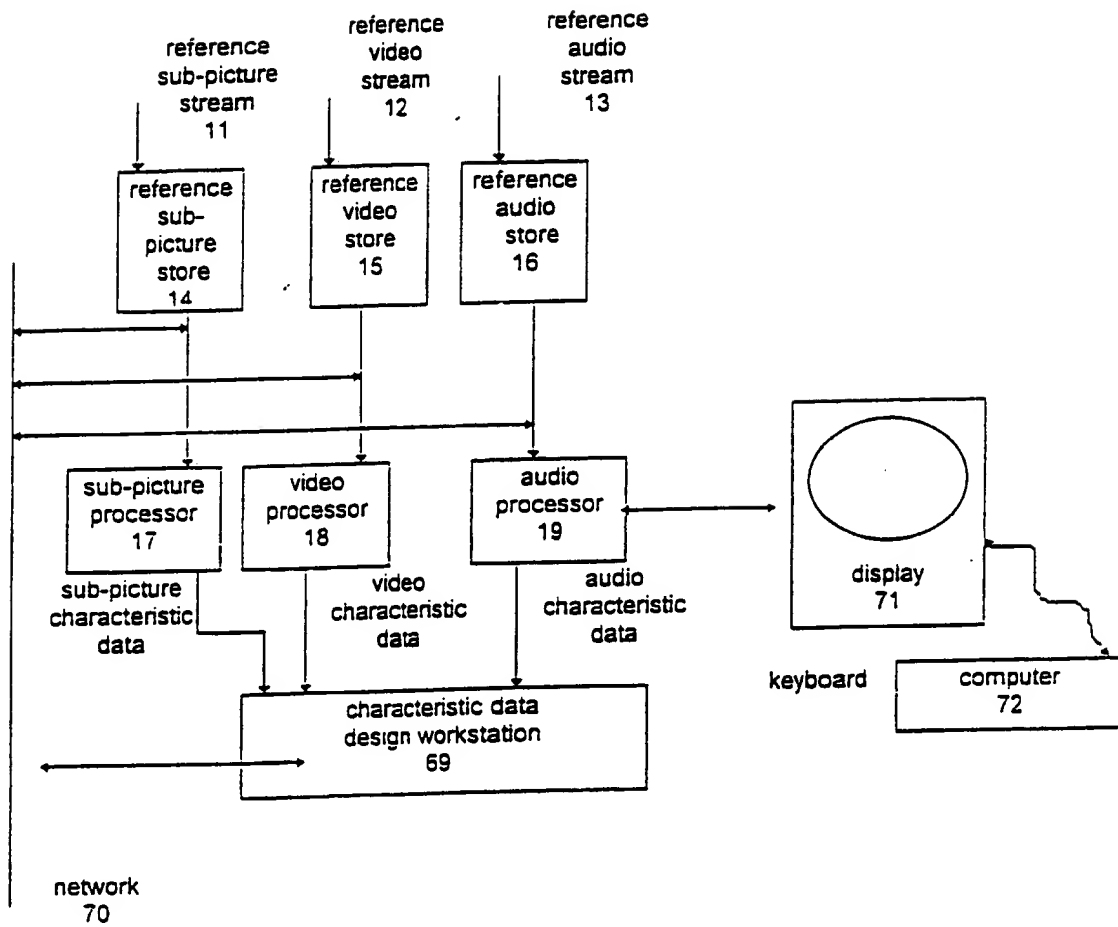 reference
sub-picture
stream
11
reference
video
stream
12
reference
audio
stream
13
reference
sub-
picture
store
14
reference
video
store
15
reference
audio
store
16
sub-picture
processor
17
video
processor
18
audio
processor
19
sub-picture
characteristic
data
video
characteristic
data
audio
characteristic
data
display
71
keyboard
computer
72
characteristic data
design workstation
69
network
70